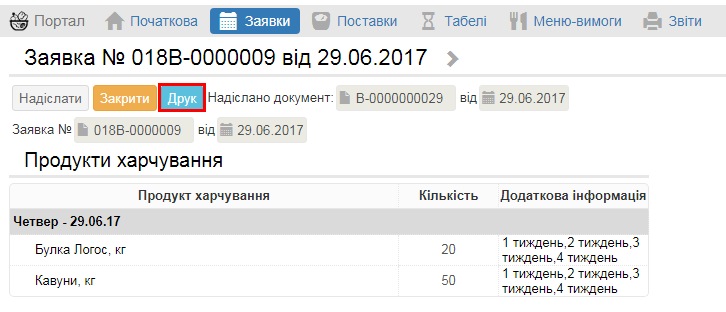 Портал Початкова Заявки Поставки Табелі Меню-вимоги Звіти
Заявка № 018В-0000009 від 29.06.2017
Надіслати Закрити Друк Надіслано документ: В-0000000029 від 29.06.2017
Заявка № 018В-0000009 від 29.06.2017
Продукти харчування
Продукт харчування Кількість Додаткова інформація
Четвер - 29.06.17
Булка Логос, кг 20 1 тиждень,2 тиждень,3
тиждень,4 тиждень
Кавуни, кг 50 1 тиждень,2 тиждень,3
тиждень,4 тиждень